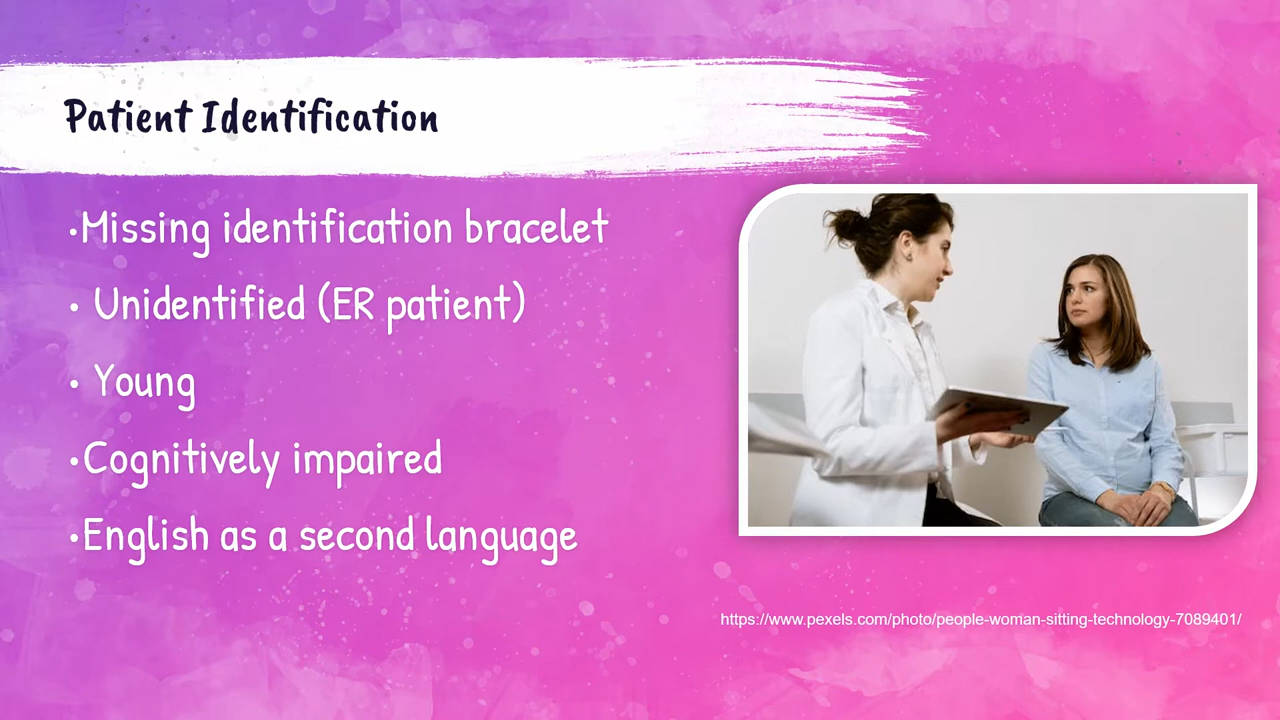 Patient Identification
•Missing identification bracelet
• Unidentified (ER patient)
• Young
•Cognitively impaired
•English as a second language
https://www.pexels.com/photo/people-woman-sitting-technology-7089401/